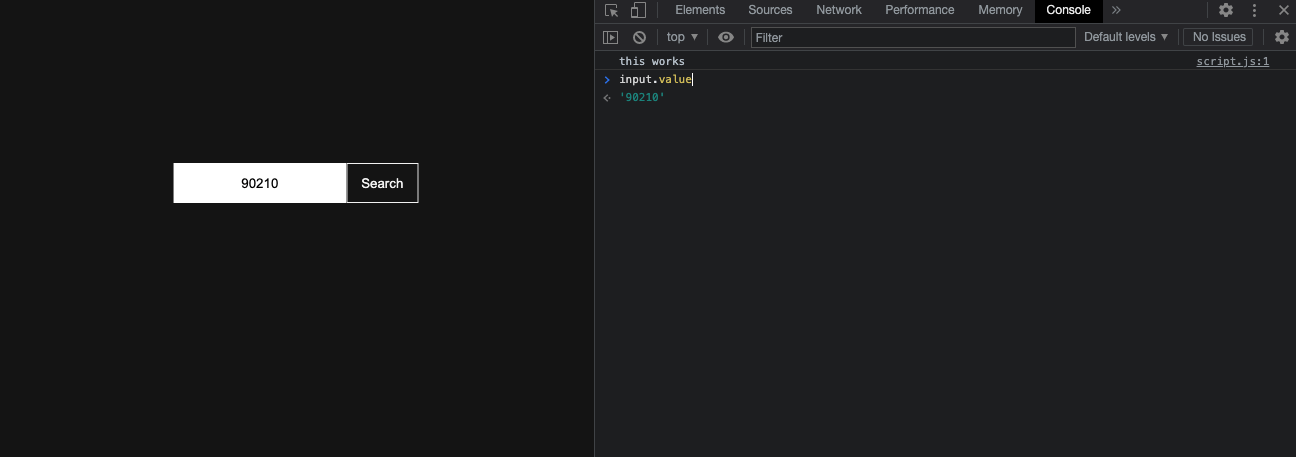 Elements Sources Network Performance Memory Console »
top ▼ Filter Default levels ▼ No Issues
this works script.js:1
input.value
'90210'
90210 Search